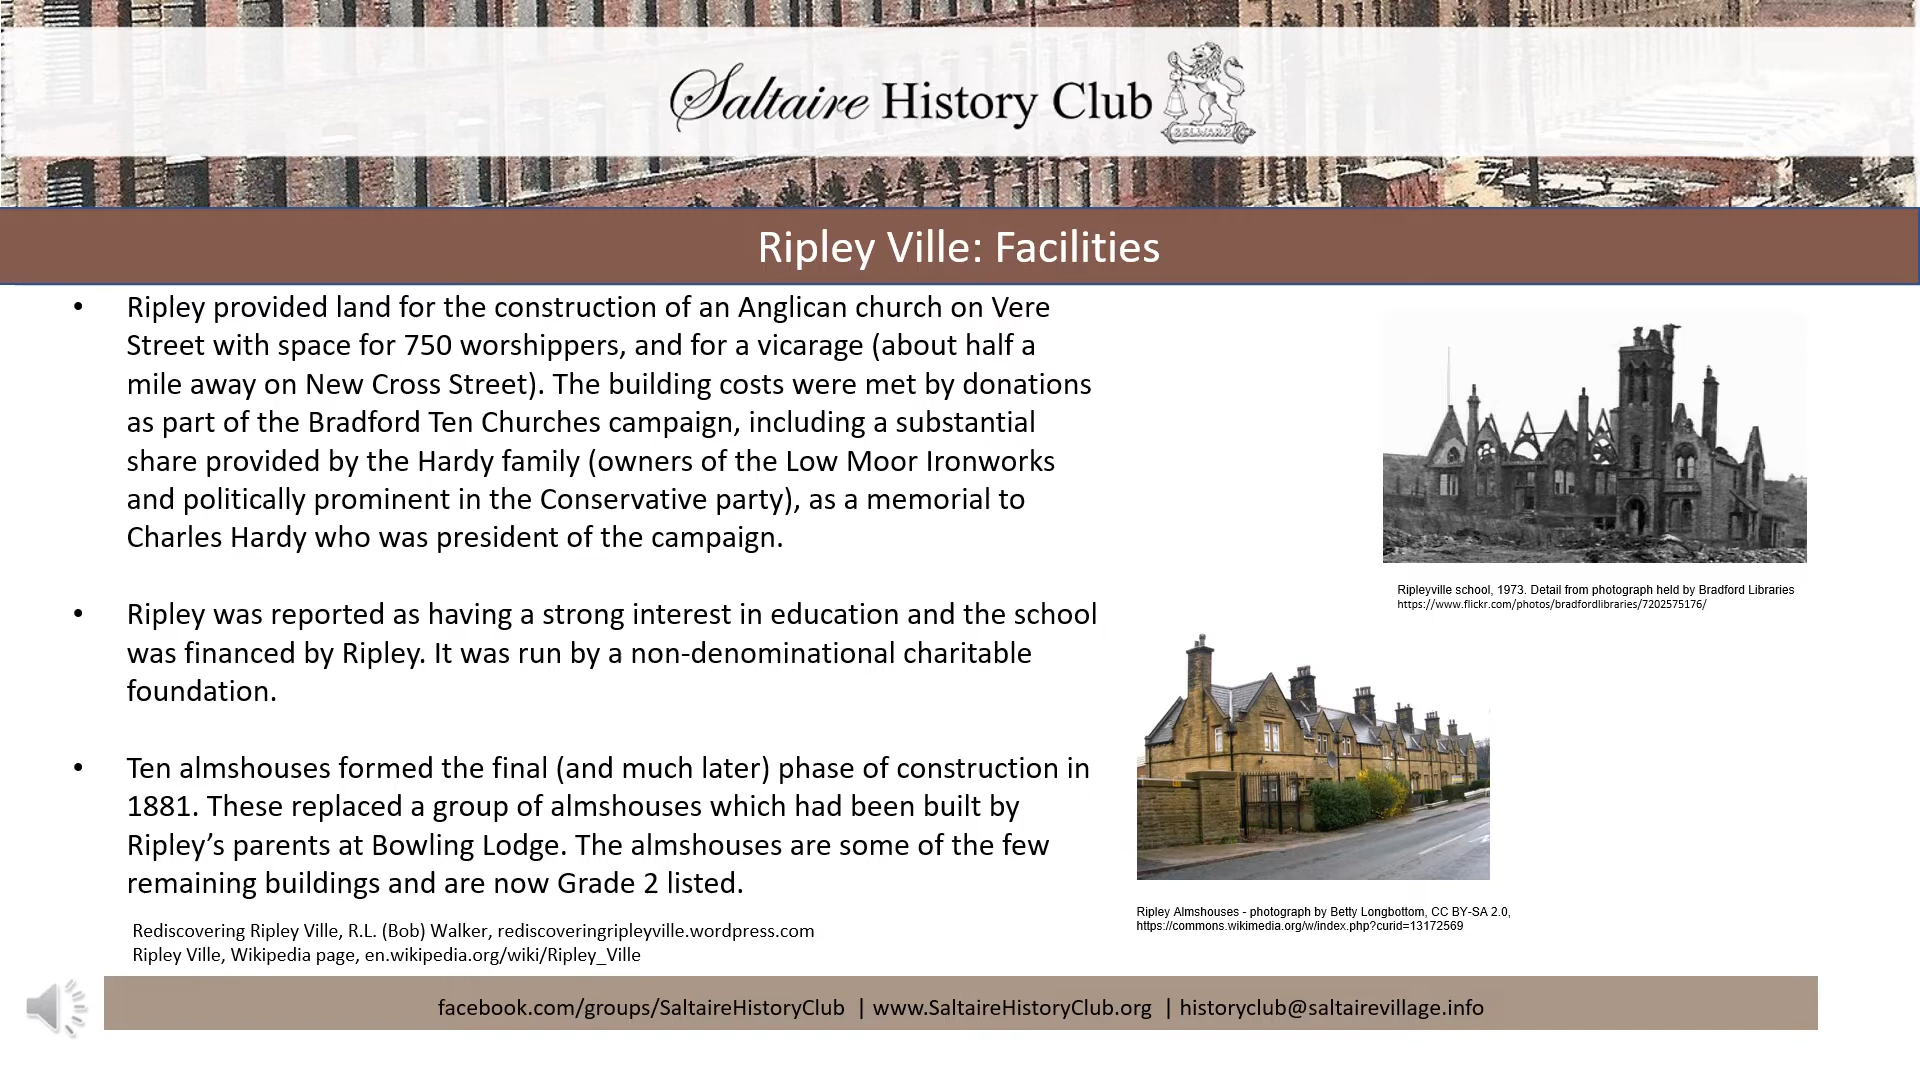 Saltaire History Club
Ripley Ville: Facilities
• Ripley provided land for the construction of an Anglican church on Vere
Street with space for 750 worshippers, and for a vicarage (about half a
mile away on New Cross Street). The building costs were met by donations
as part of the Bradford Ten Churches campaign, including a substantial
share provided by the Hardy family (owners of the Low Moor Ironworks
and politically prominent in the Conservative party), as a memorial to
Charles Hardy who was president of the campaign.
• Ripley was reported as having a strong interest in education and the school
was financed by Ripley. It was run by a non-denominational charitable
foundation.
• Ten almshouses formed the final (and much later) phase of construction in
1881. These replaced a group of almshouses which had been built by
Ripley’s parents at Bowling Lodge. The almshouses are some of the few
remaining buildings and are now Grade 2 listed.
Rediscovering Ripley Ville, R.L. (Bob) Walker, rediscoveringripleyville.wordpress.com
Ripley Ville, Wikipedia page, en.wikipedia.org/wiki/Ripley_Ville
Ripleyville school, 1973. Detail from photograph held by Bradford Libraries
https://www.flickr.com/photos/bradfordlibraries/7202575176/
Ripley Almshouses - photograph by Betty Longbottom, CC BY-SA 2.0,
https://commons.wikimedia.org/w/index.php?curid=13172569
facebook.com/groups/SaltaireHistoryClub | www.SaltaireHistoryClub.org | historyclub@saltairevillage.info